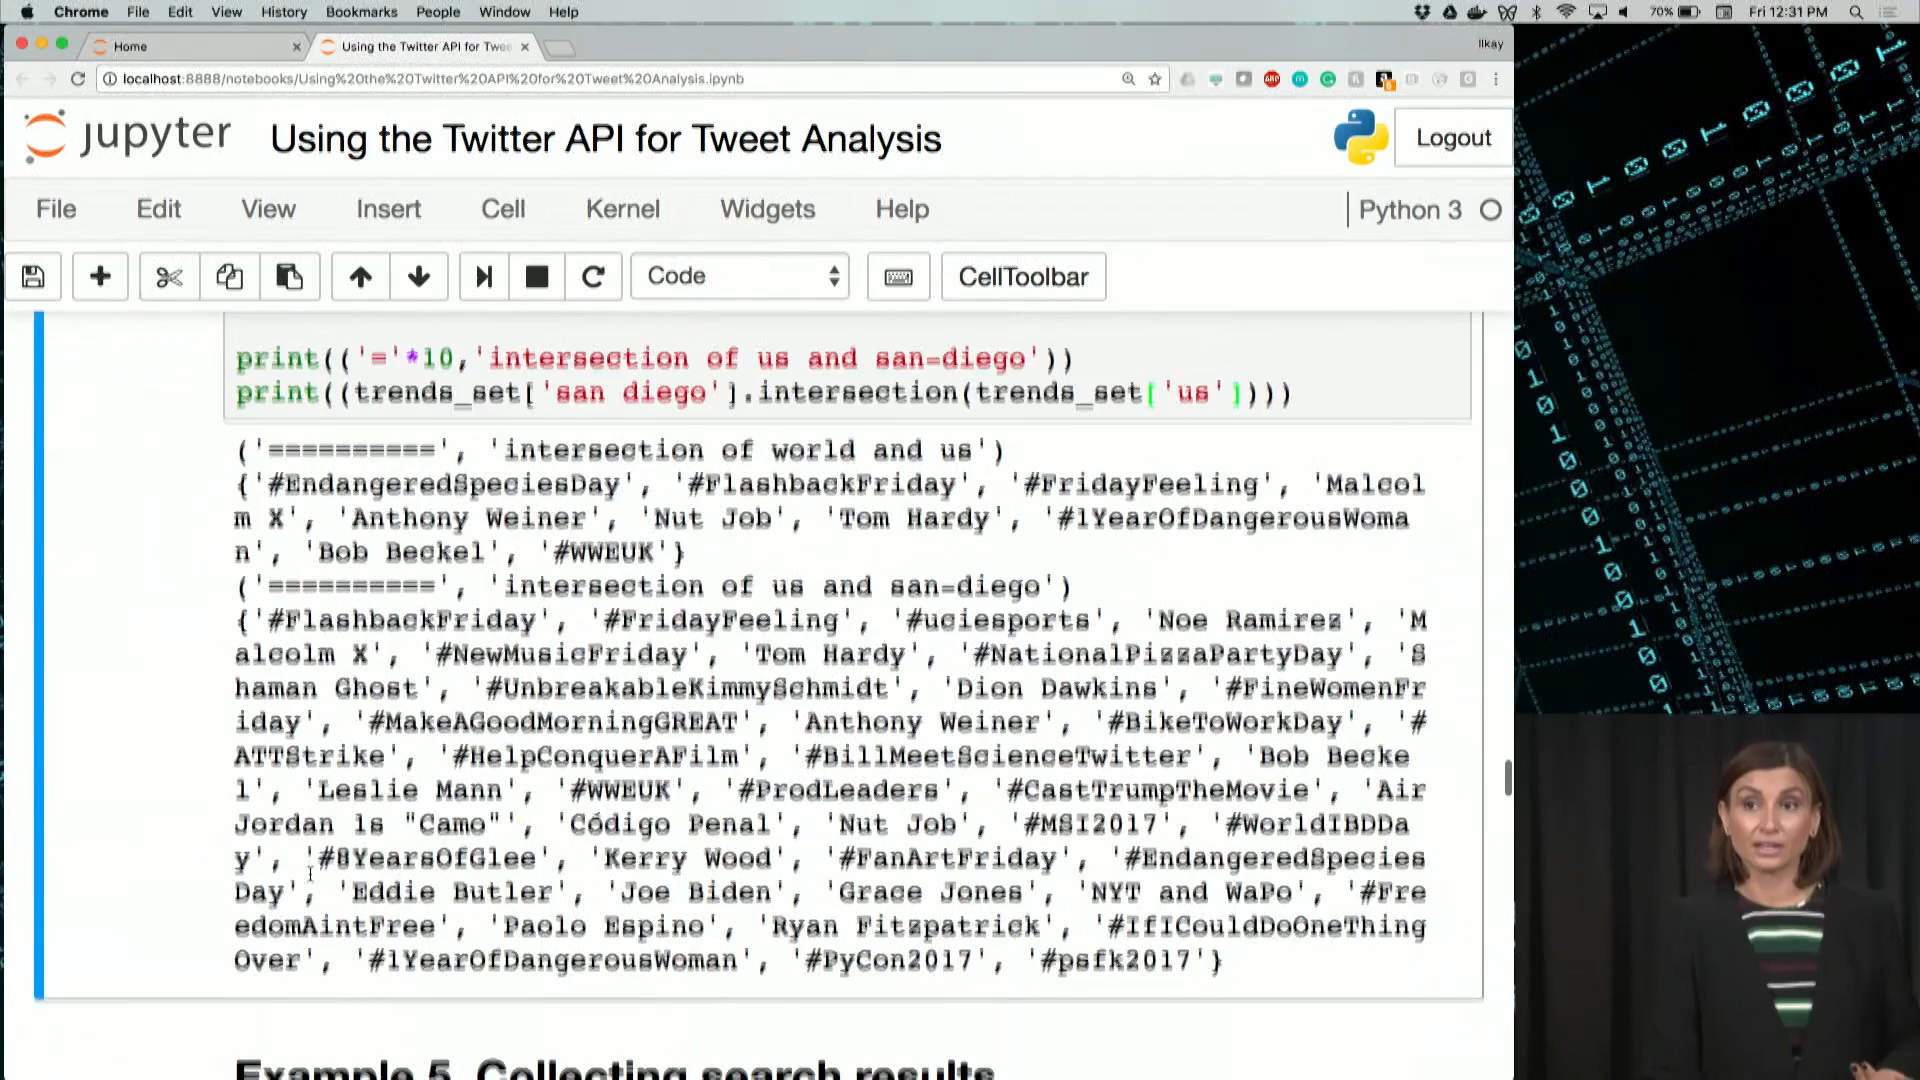 Chrome File Edit View History Bookmarks People Window Help 70% Fri 12:31 PM
Home Using the Twitter API for Twee Ilkay
localhost:8888/notebooks/Using%20the%20Twitter%20API%20for%20Tweet%20Analysis.ipynb
jupyter Using the Twitter API for Tweet Analysis Logout
File Edit View Insert Cell Kernel Widgets Help Python 3
Code CellToolbar
print(('='*10,'intersection of us and san=diego'))
print((trends_set['san diego'].intersection(trends_set['us'])))
('==========', 'intersection of world and us')
{'#EndangeredSpeciesDay', '#FlashbackFriday', '#FridayFeeling', 'Malcol
m X', 'Anthony Weiner', 'Nut Job', 'Tom Hardy', '#1YearOfDangerousWoma
n', 'Bob Beckel', '#WWEUK'}
('==========', 'intersection of us and san=diego')
{'#FlashbackFriday', '#FridayFeeling', '#uciesports', 'Noe Ramirez', 'M
alcolm X', '#NewMusicFriday', 'Tom Hardy', '#NationalPizzaPartyDay', 'S
haman Ghost', '#UnbreakableKimmySchmidt', 'Dion Dawkins', '#FineWomenFr
iday', '#MakeAGoodMorningGREAT', 'Anthony Weiner', '#BikeToWorkDay', '#
ATTStrike', '#HelpConquerAFilm', '#BillMeetScienceTwitter', 'Bob Becke
l', 'Leslie Mann', '#WWEUK', '#ProdLeaders', '#CastTrumpTheMovie', 'Air
Jordan 1s "Camo"', 'Código Penal', 'Nut Job', '#MSI2017', '#WorldIBDDa
y', '#8YearsOfGlee', 'Kerry Wood', '#FanArtFriday', '#EndangeredSpecies
Day', 'Eddie Butler', 'Joe Biden', 'Grace Jones', 'NYT and WaPo', '#Fre
edomAintFree', 'Paolo Espino', 'Ryan Fitzpatrick', '#IfICouldDoOneThing
Over', '#1YearOfDangerousWoman', '#PyCon2017', '#psfk2017'}
Example 5. Collecting search results